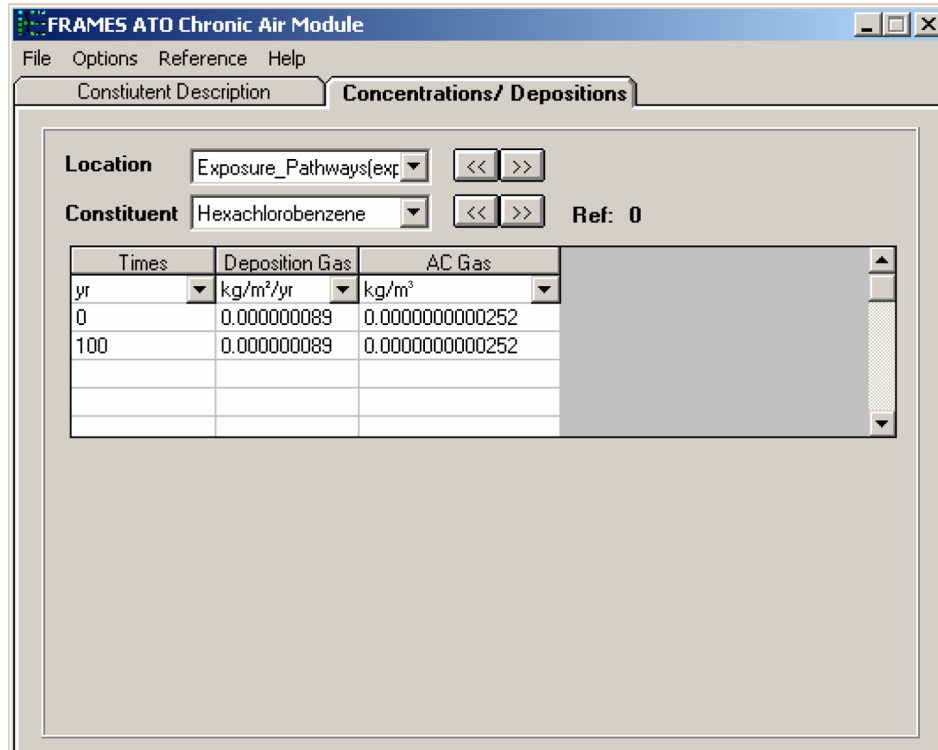 FRAMES ATO Chronic Air Module
File Options Reference Help
Constiutent Description Concentrations/ Depositions
Location Exposure_Pathways(exp << >>
Constituent Hexachlorobenzene << >> Ref: 0
Times Deposition Gas AC Gas
yr kg/m²/yr kg/m³
0 0.000000089 0.0000000000252
100 0.000000089 0.0000000000252